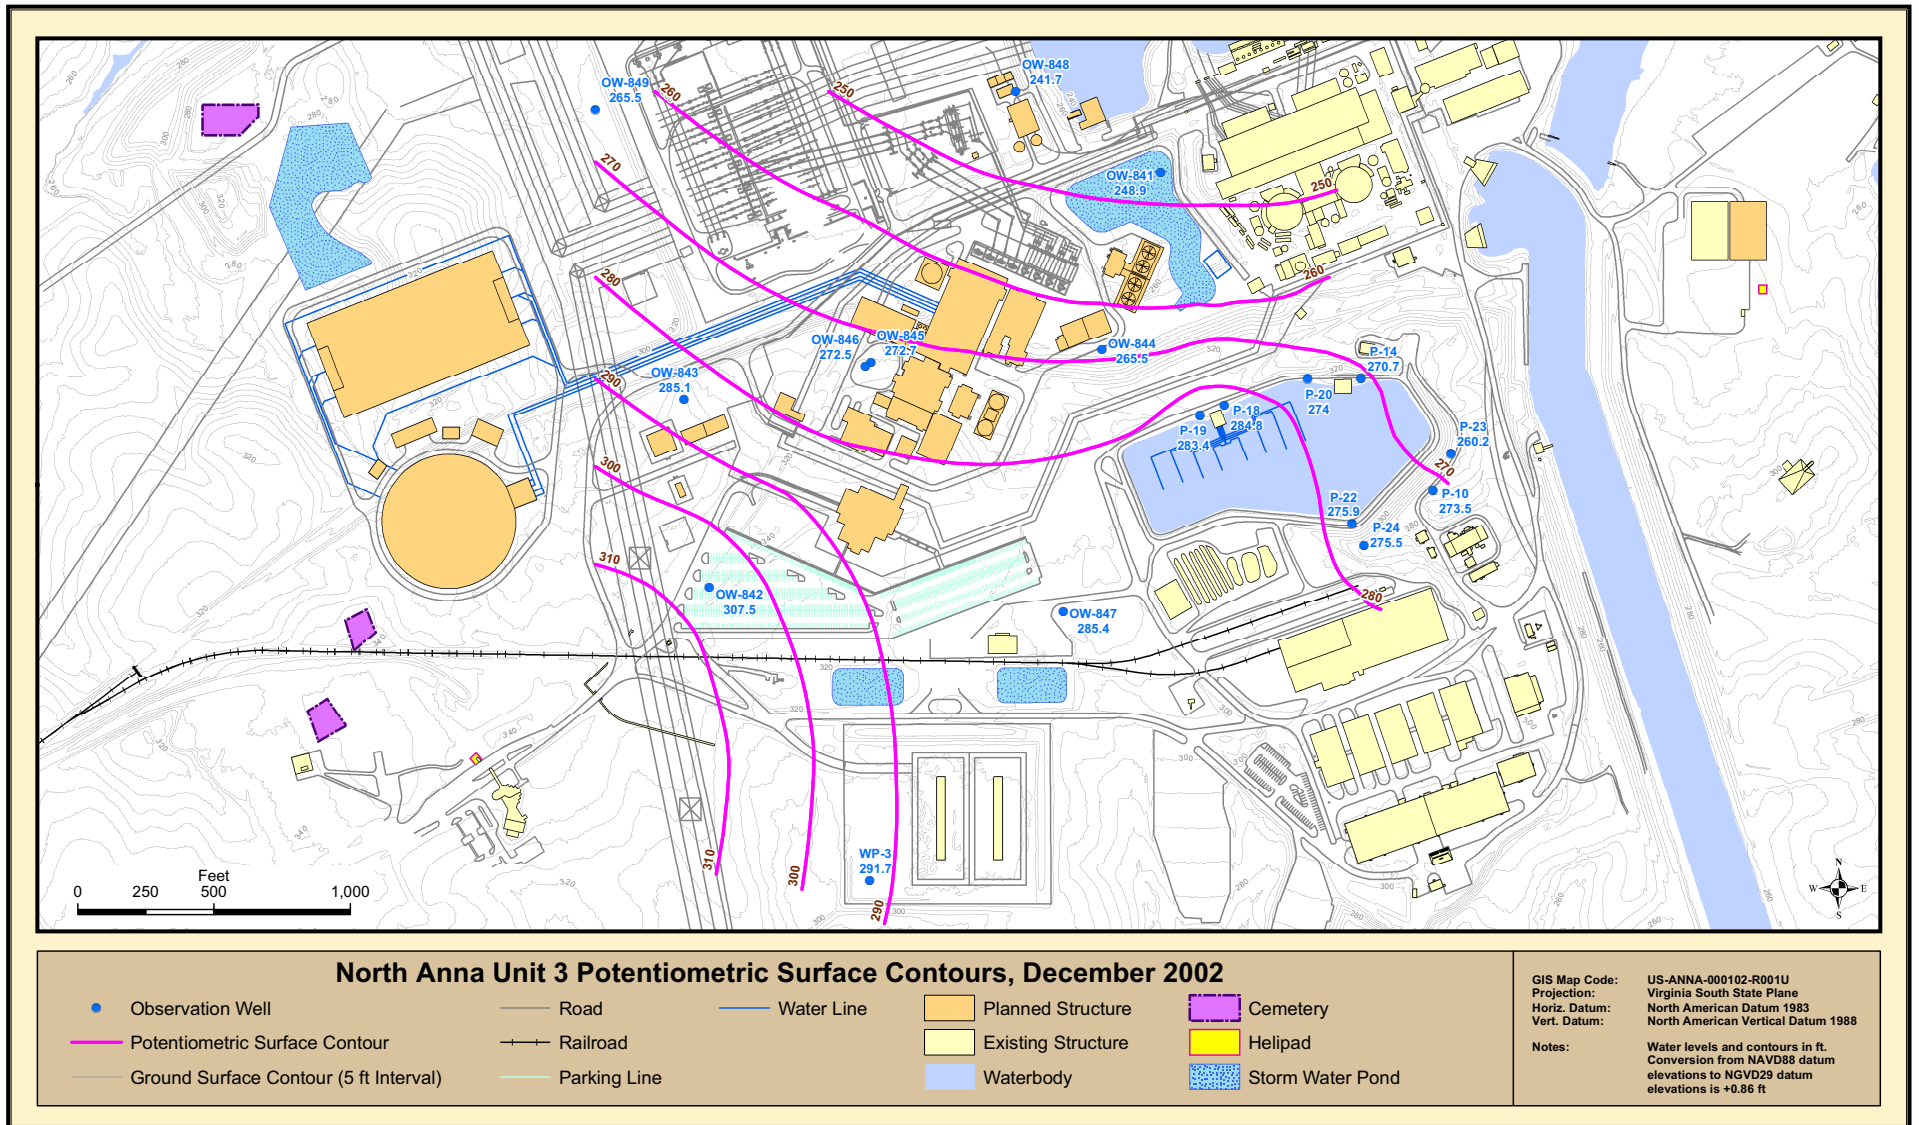 OW-848
241.7
OW-849
265.5
260
250
OW-841
248.9
250
270
260
280
OW-846
272.5
OW-845
272.7
OW-844
265.5
P-14
270.7
OW-843
285.1
290
P-20
274
P-18
284.8
P-19
283.4
P-23
260.2
270
300
P-22
275.9
P-10
273.5
P-24
275.5
310
OW-842
307.5
280
OW-847
285.4
310
300
WP-3
291.7
290
Feet
0 250 500 1,000
N
W E
S
North Anna Unit 3 Potentiometric Surface Contours, December 2002
Observation Well
Road
Water Line
Planned Structure
Cemetery
Potentiometric Surface Contour
Railroad
Existing Structure
Helipad
Ground Surface Contour (5 ft Interval)
Parking Line
Waterbody
Storm Water Pond
GIS Map Code: US-ANNA-000102-R001U
Projection: Virginia South State Plane
Horiz. Datum: North American Datum 1983
Vert. Datum: North American Vertical Datum 1988
Notes: Water levels and contours in ft.
Conversion from NAVD88 datum
elevations to NGVD29 datum
elevations is +0.86 ft